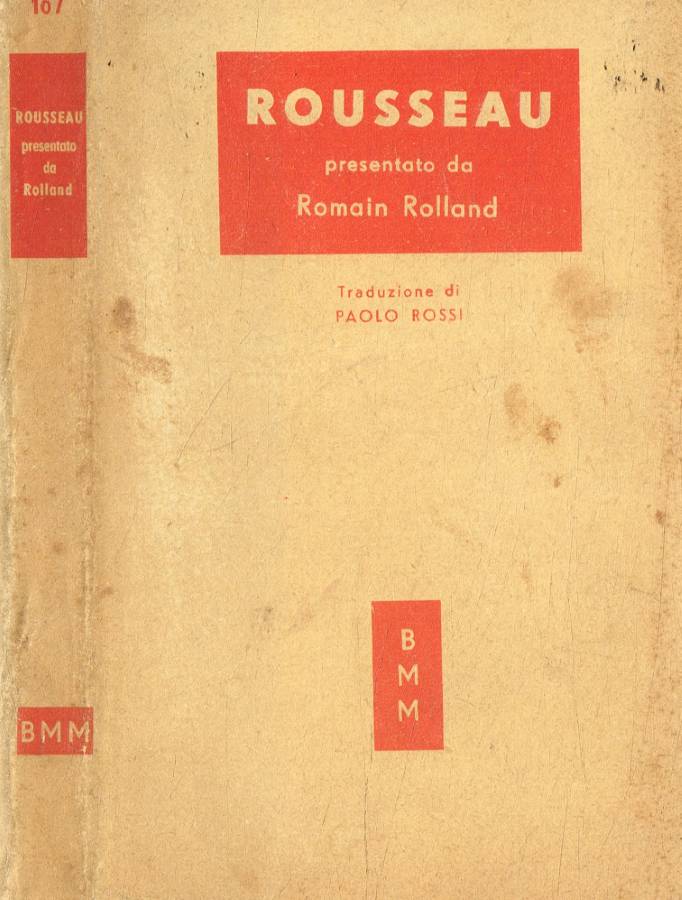 167
ROUSSEAU
presentato
da
Rolland
BMM
ROUSSEAU
presentato da
Romain Rolland
Traduzione di
PAOLO ROSSI
B
M
M